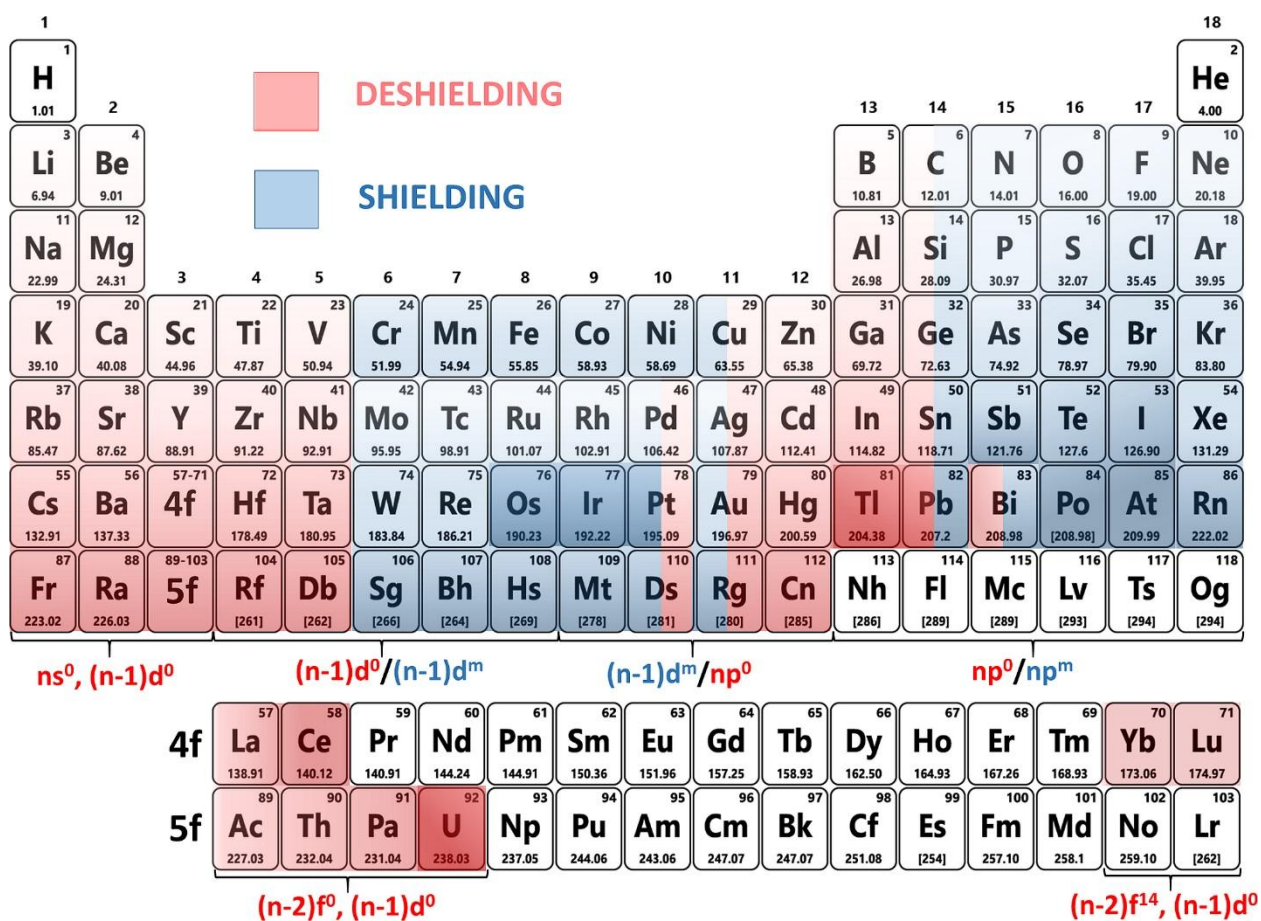 1 18
1 2
H He
1.01 2 4.00
DESHIELDING
13 14 15 16 17
3 4 5 6 7 8 9 10
Li Be B C N O F Ne
6.94 9.01 10.81 12.01 14.01 16.00 19.00 20.18
SHIELDING
11 12 13 14 15 16 17 18
Na Mg Al Si P S Cl Ar
22.99 24.31 3 4 5 6 7 8 9 10 11 12 26.98 28.09 30.97 32.07 35.45 39.95
19 20 21 22 23 24 25 26 27 28 29 30 31 32 33 34 35 36
K Ca Sc Ti V Cr Mn Fe Co Ni Cu Zn Ga Ge As Se Br Kr
39.10 40.08 44.96 47.87 50.94 51.99 54.94 55.85 58.93 58.69 63.55 65.38 69.72 72.63 74.92 78.97 79.90 83.80
37 38 39 40 41 42 43 44 45 46 47 48 49 50 51 52 53 54
Rb Sr Y Zr Nb Mo Tc Ru Rh Pd Ag Cd In Sn Sb Te I Xe
85.47 87.62 88.91 91.22 92.91 95.95 98.91 101.07 102.91 106.42 107.87 112.41 114.82 118.71 121.76 127.6 126.90 131.29
55 56 57-71 72 73 74 75 76 77 78 79 80 81 82 83 84 85 86
Cs Ba 4f Hf Ta W Re Os Ir Pt Au Hg Tl Pb Bi Po At Rn
132.91 137.33 178.49 180.95 183.84 186.21 190.23 192.22 195.09 196.97 200.59 204.38 207.2 208.98 [208.98] 209.99 222.02
87 88 89-103 104 105 106 107 108 109 110 111 112 113 114 115 116 117 118
Fr Ra 5f Rf Db Sg Bh Hs Mt Ds Rg Cn Nh Fl Mc Lv Ts Og
223.02 226.03 [261] [262] [266] [264] [269] [278] [281] [280] [285] [286] [289] [289] [293] [294] [294]
ns⁰, (n-1)d⁰ (n-1)d⁰/(n-1)dᵐ (n-1)dᵐ/np⁰ np⁰/npᵐ
57 58 59 60 61 62 63 64 65 66 67 68 69 70 71
4f La Ce Pr Nd Pm Sm Eu Gd Tb Dy Ho Er Tm Yb Lu
138.91 140.12 140.91 144.24 144.91 150.36 151.96 157.25 158.93 162.50 164.93 167.26 168.93 173.06 174.97
89 90 91 92 93 94 95 96 97 98 99 100 101 102 103
5f Ac Th Pa U Np Pu Am Cm Bk Cf Es Fm Md No Lr
227.03 232.04 231.04 238.03 237.05 244.06 243.06 247.07 247.07 251.08 [254] 257.10 258.1 259.10 [262]
(n-2)f⁰, (n-1)d⁰ (n-2)f¹⁴, (n-1)d⁰